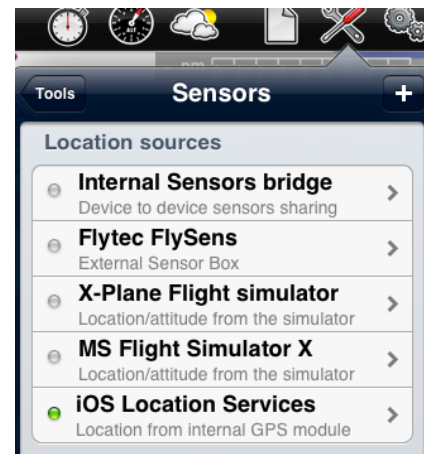 ALT
nm
Tools
Sensors
+
Location sources
Internal Sensors bridge
Device to device sensors sharing
Flytec FlySens
External Sensor Box
X-Plane Flight simulator
Location/attitude from the simulator
MS Flight Simulator X
Location/attitude from the simulator
iOS Location Services
Location from internal GPS module